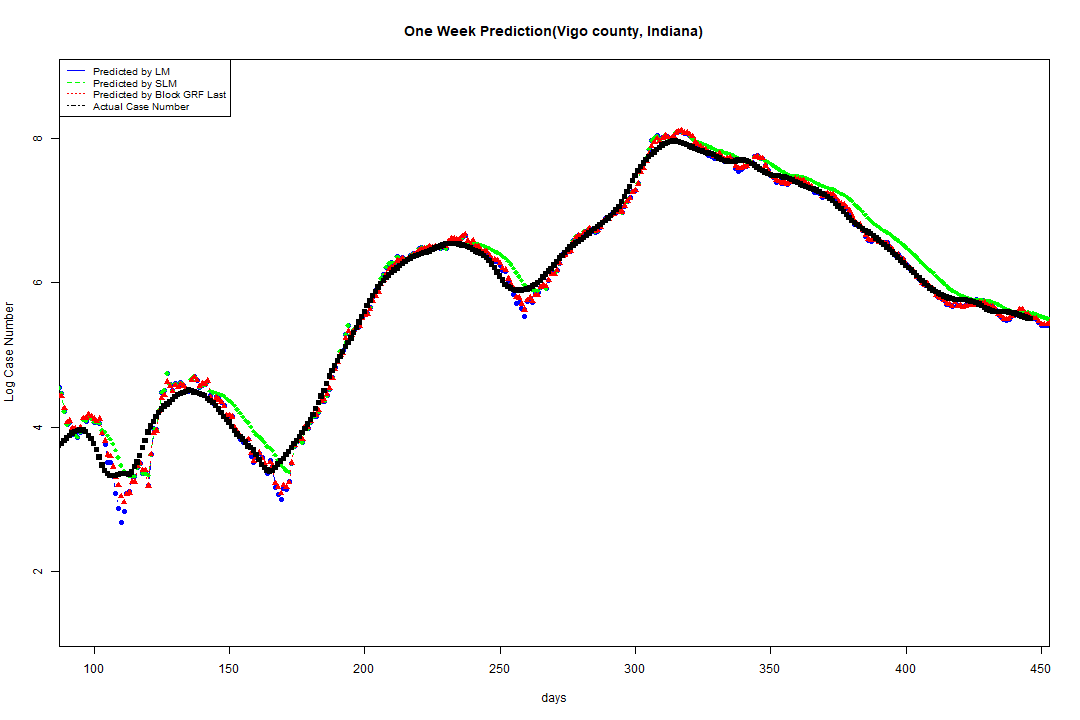 One Week Prediction(Vigo county, Indiana)
Predicted by LM
Predicted by SLM
Predicted by Block GRF Last
Actual Case Number
8
6
4
2
Log Case Number
100 150 200 250 300 350 400 450
days